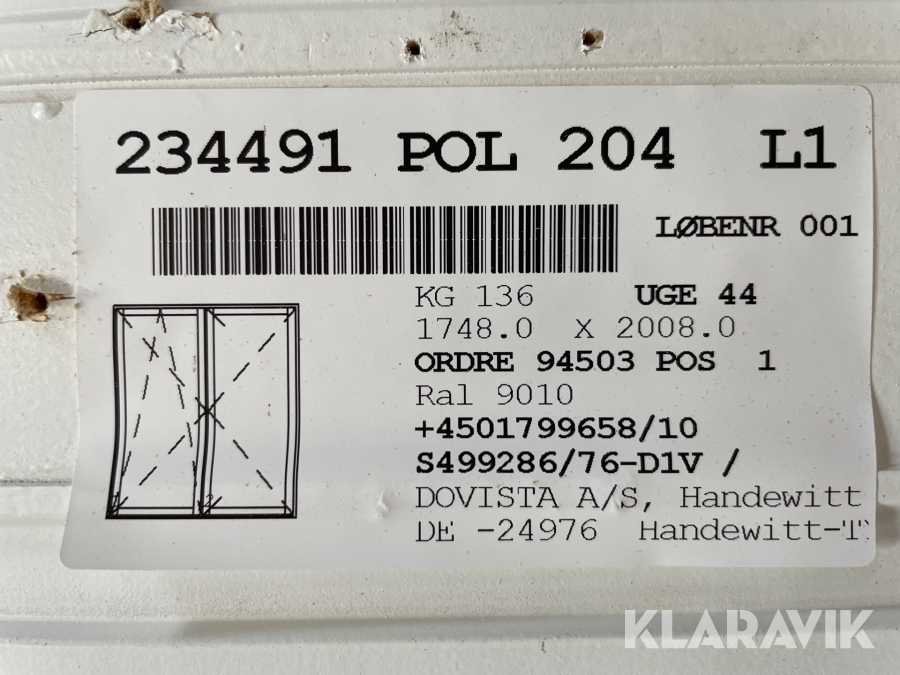 234491 POL 204 L1
LØBENR 001
KG 136 UGE 44
1748.0 X 2008.0
ORDRE 94503 POS 1
Ral 9010
+4501799658/10
S499286/76-D1V /
DOVISTA A/S, Handewitt
DE -24976 Handewitt-T
KLARAVIK